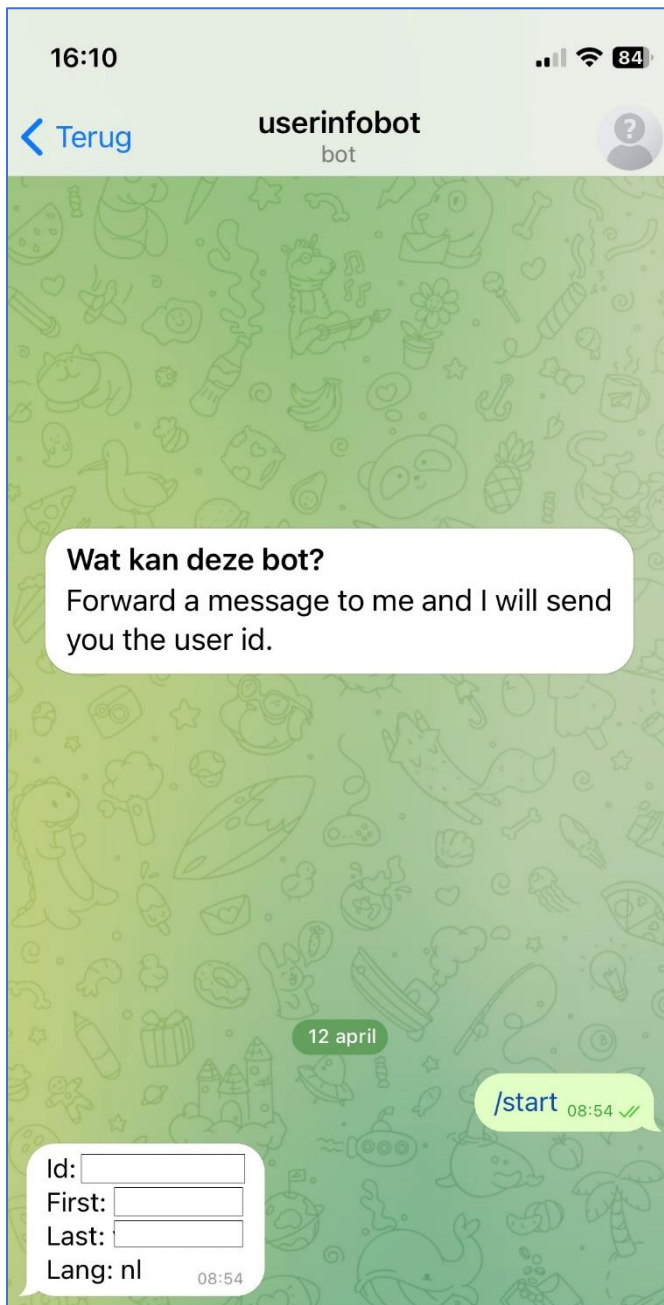 16:10
84
Terug
userinfobot
bot
Wat kan deze bot?
Forward a message to me and I will send
you the user id.
12 april
/start 08:54
Id:
First:
Last:
Lang: nl 08:54